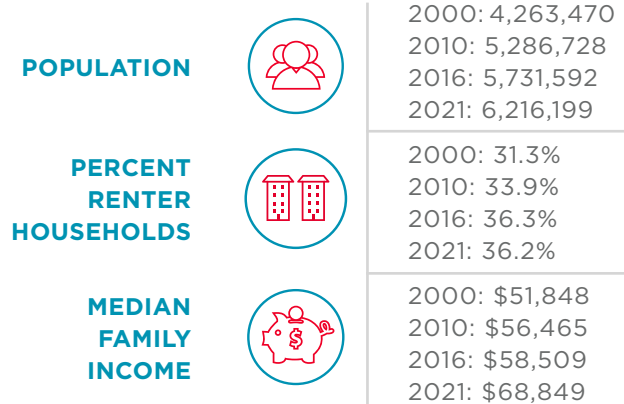 POPULATION
2000: 4,263,470
2010: 5,286,728
2016: 5,731,592
2021: 6,216,199
PERCENT
RENTER
HOUSEHOLDS
2000: 31.3%
2010: 33.9%
2016: 36.3%
2021: 36.2%
MEDIAN
FAMILY
INCOME
$
2000: $51,848
2010: $56,465
2016: $58,509
2021: $68,849